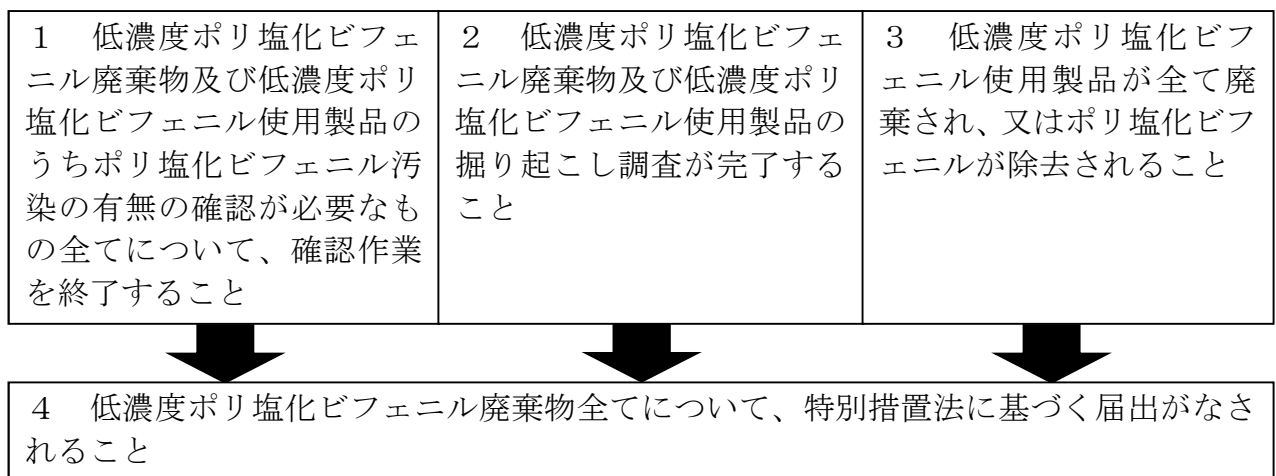 １　低濃度ポリ塩化ビフェ
ニル廃棄物及び低濃度ポリ
塩化ビフェニル使用製品の
うちポリ塩化ビフェニル汚
染の有無の確認が必要なも
の全てについて、確認作業
を終了すること
２　低濃度ポリ塩化ビフェ
ニル廃棄物及び低濃度ポリ
塩化ビフェニル使用製品の
掘り起こし調査が完了する
こと
３　低濃度ポリ塩化ビフ
ェニル使用製品が全て廃
棄され、又はポリ塩化ビフ
ェニルが除去されること
４　低濃度ポリ塩化ビフェニル廃棄物全てについて、特別措置法に基づく届出がなさ
れること